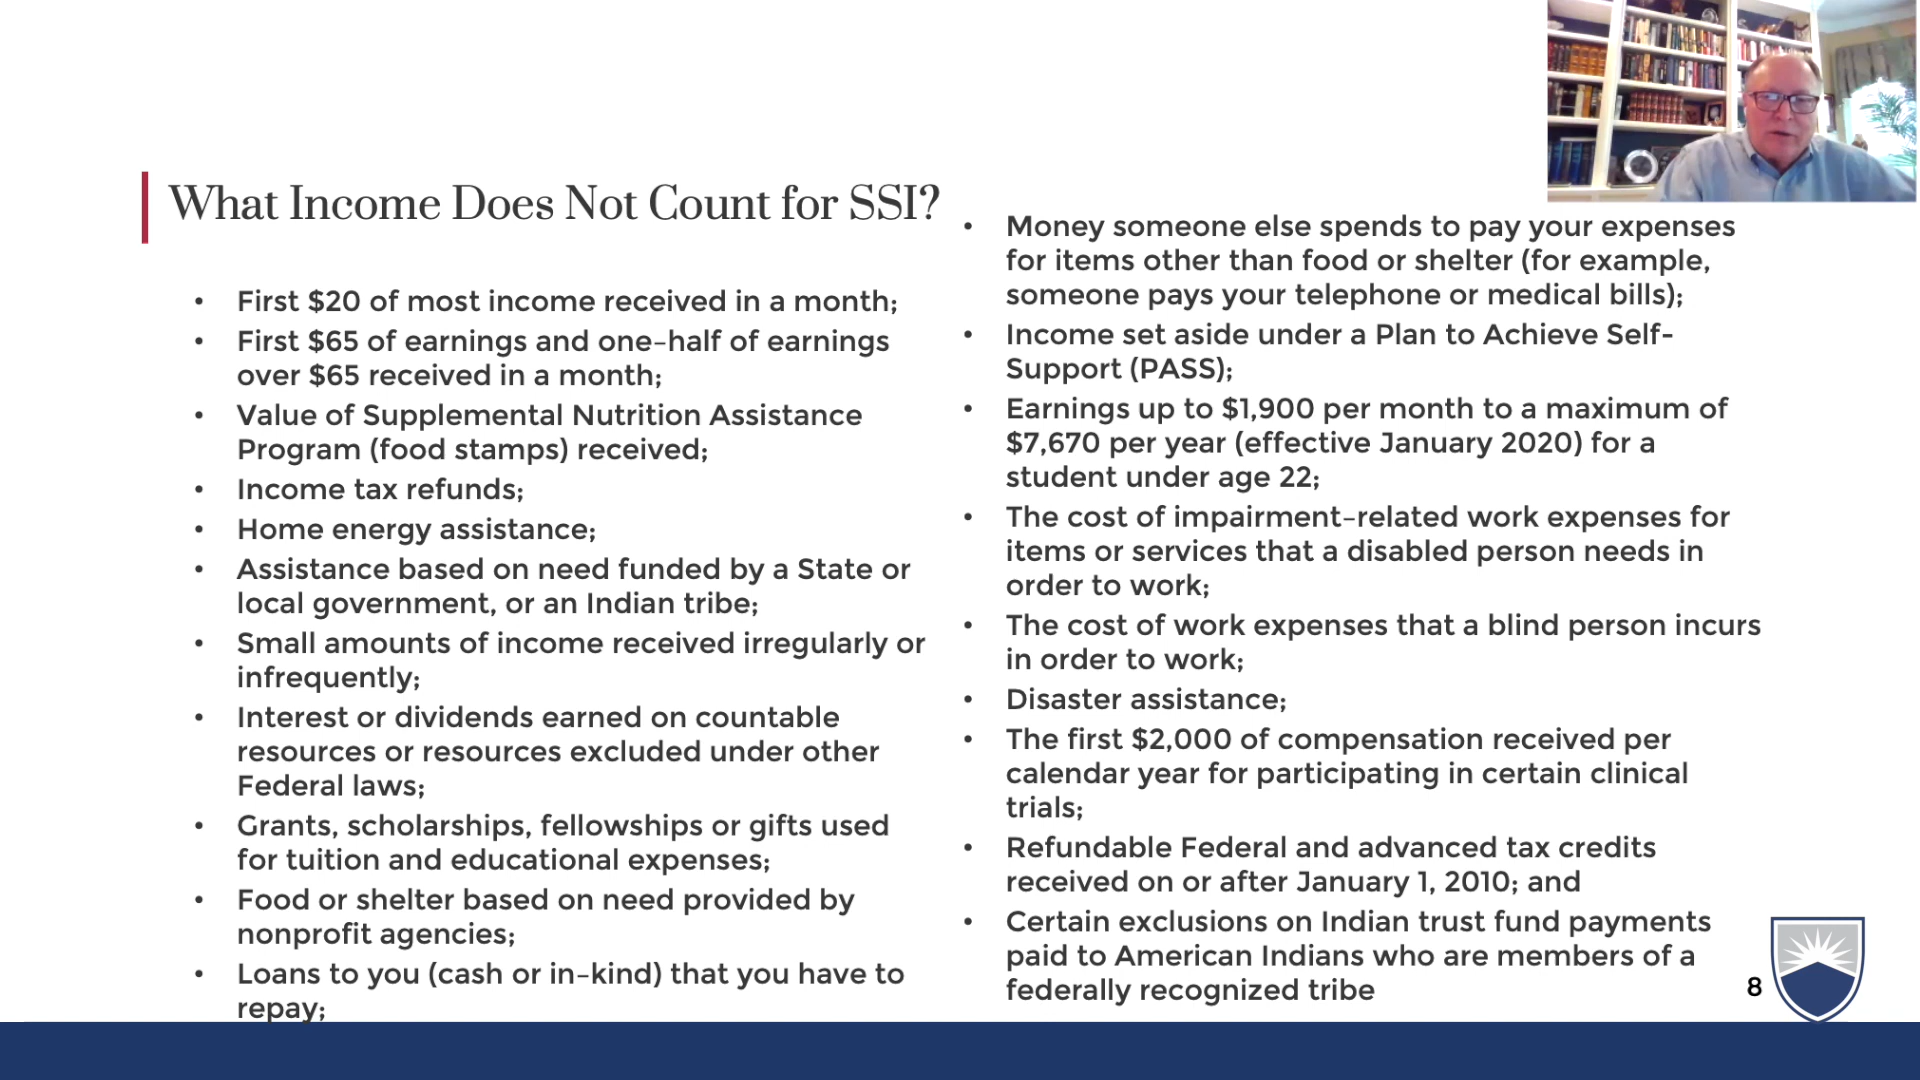 What Income Does Not Count for SSI?
• First $20 of most income received in a month;
• First $65 of earnings and one–half of earnings
over $65 received in a month;
• Value of Supplemental Nutrition Assistance
Program (food stamps) received;
• Income tax refunds;
• Home energy assistance;
• Assistance based on need funded by a State or
local government, or an Indian tribe;
• Small amounts of income received irregularly or
infrequently;
• Interest or dividends earned on countable
resources or resources excluded under other
Federal laws;
• Grants, scholarships, fellowships or gifts used
for tuition and educational expenses;
• Food or shelter based on need provided by
nonprofit agencies;
• Loans to you (cash or in–kind) that you have to
repay;
• Money someone else spends to pay your expenses
for items other than food or shelter (for example,
someone pays your telephone or medical bills);
• Income set aside under a Plan to Achieve Self-
Support (PASS);
• Earnings up to $1,900 per month to a maximum of
$7,670 per year (effective January 2020) for a
student under age 22;
• The cost of impairment–related work expenses for
items or services that a disabled person needs in
order to work;
• The cost of work expenses that a blind person incurs
in order to work;
• Disaster assistance;
• The first $2,000 of compensation received per
calendar year for participating in certain clinical
trials;
• Refundable Federal and advanced tax credits
received on or after January 1, 2010; and
• Certain exclusions on Indian trust fund payments
paid to American Indians who are members of a
federally recognized tribe
8